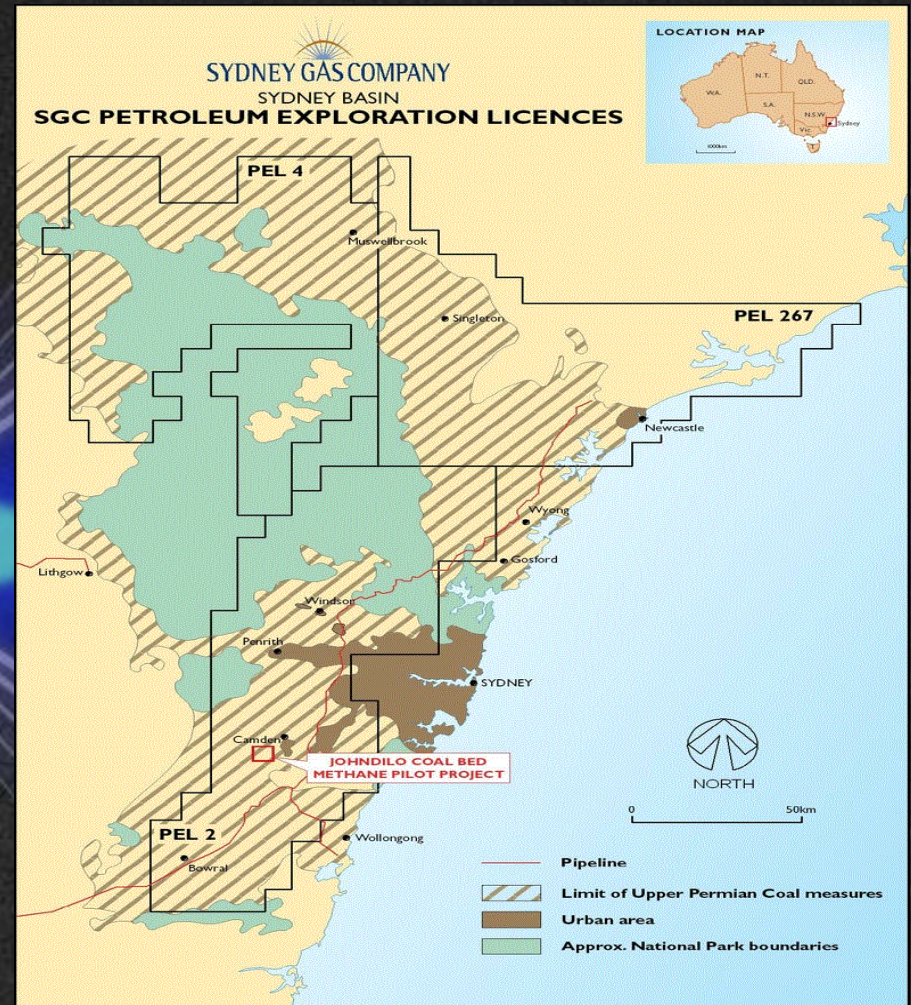 SYDNEY GAS COMPANY
SYDNEY BASIN
SGC PETROLEUM EXPLORATION LICENCES
LOCATION MAP
W.A.
N.T.
QLD.
S.A.
N.S.W
Sydney
Vic
T
1000km
PEL 4
Muswellbrook
Singleton
PEL 267
Newcastle
Wyong
Gosford
Lithgow
Windsor
Penrith
SYDNEY
Camden
JOHNDILO COAL BED
METHANE PILOT PROJECT
NORTH
0 50km
PEL 2
Wollongong
Bowral
Pipeline
Limit of Upper Permian Coal measures
Urban area
Approx. National Park boundaries